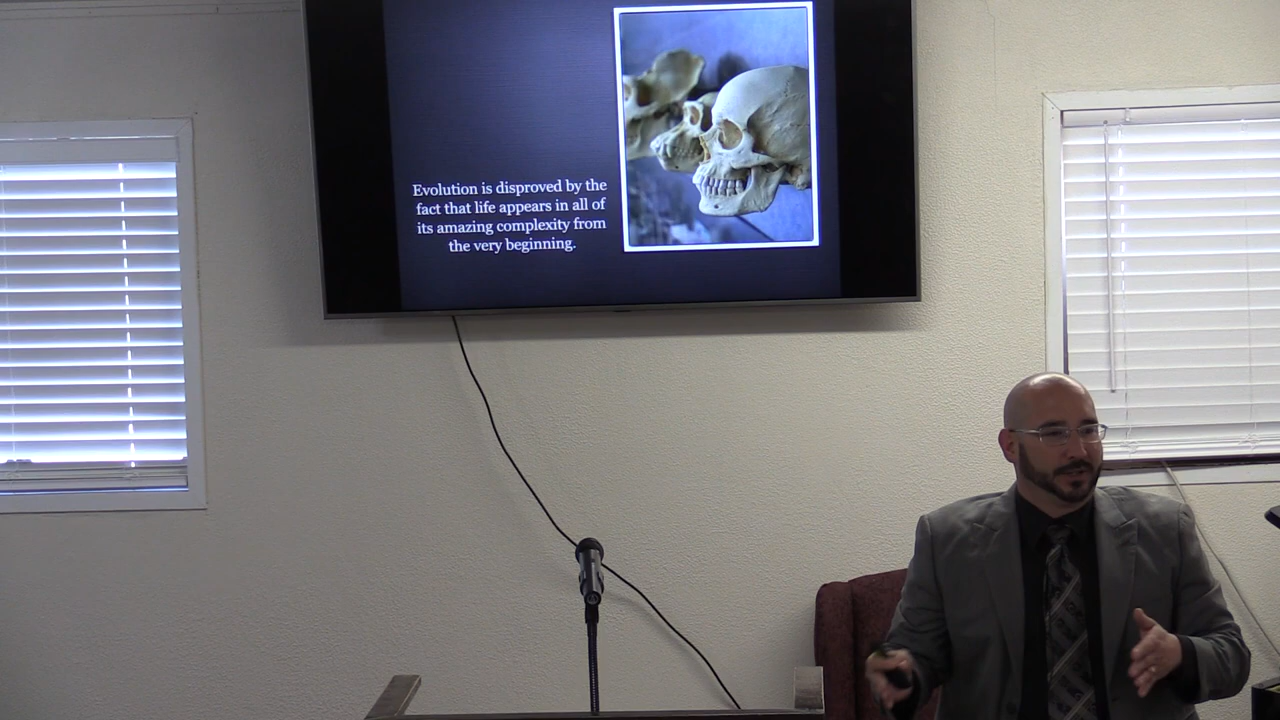 Evolution is disproved by the
fact that life appears in all of
its amazing complexity from
the very beginning.